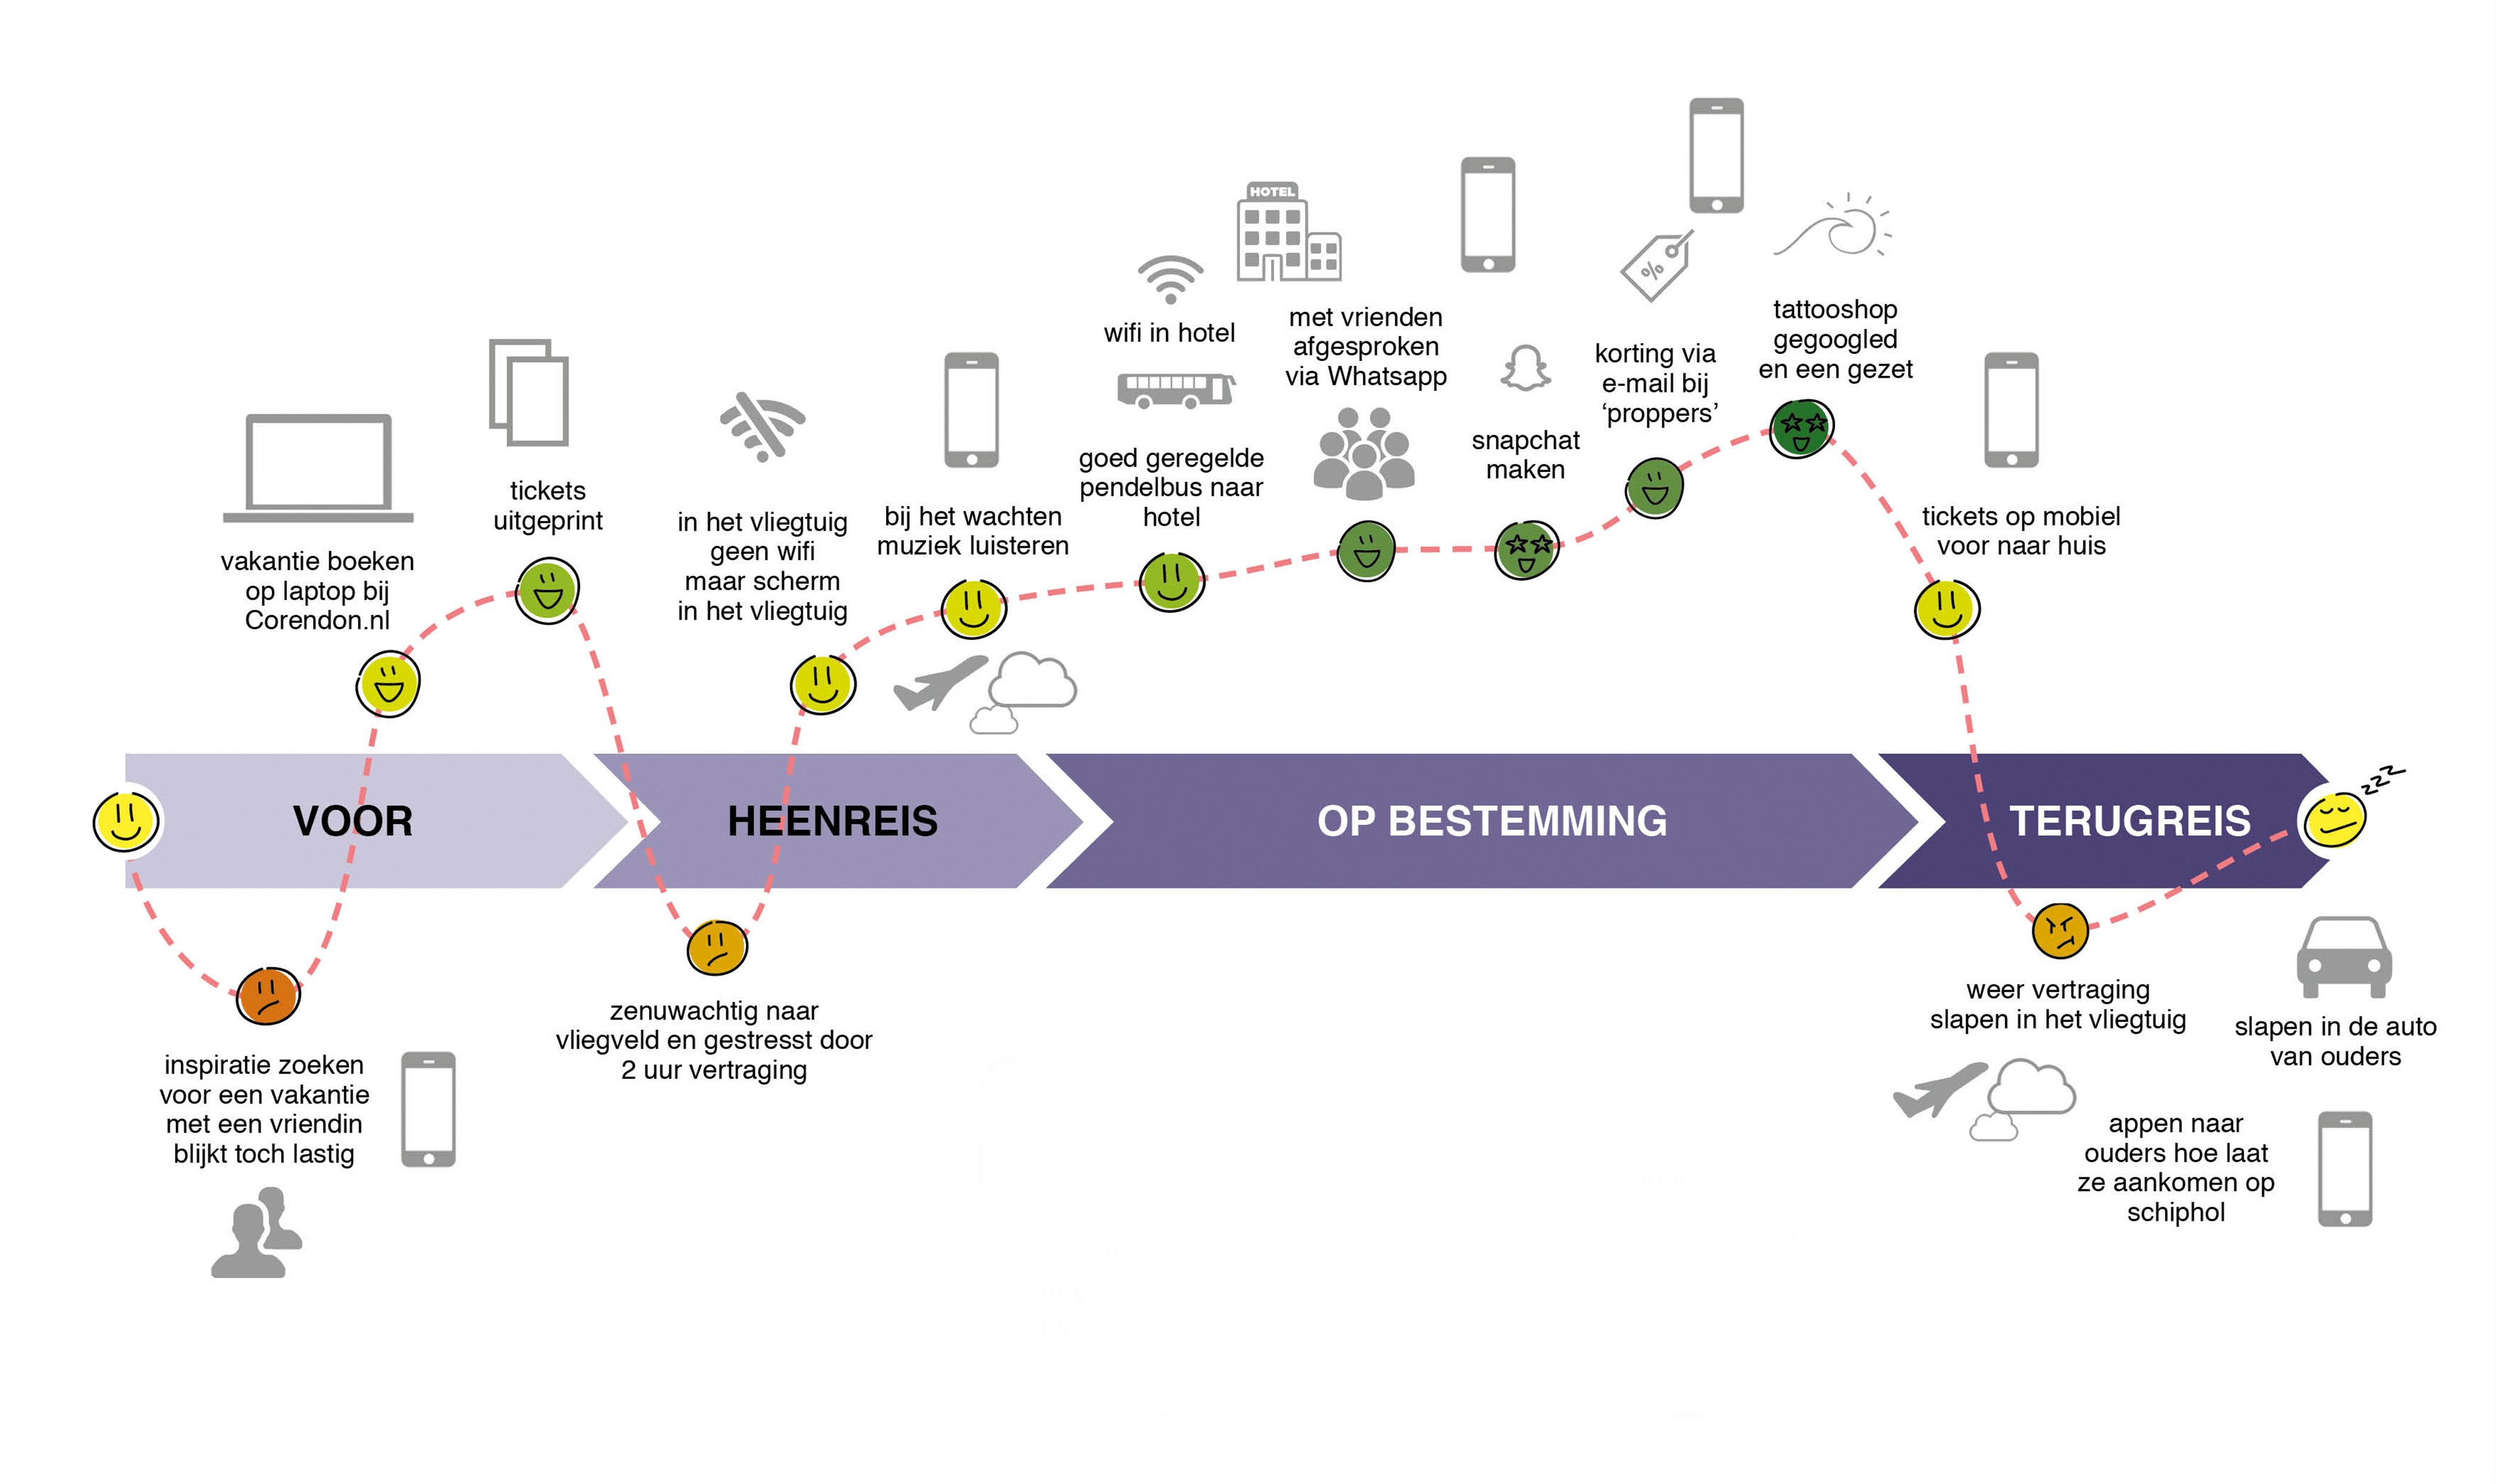 vakantie boeken
op laptop bij
Corendon.nl
tickets
uitgeprint
in het vliegtuig
geen wifi
maar scherm
in het vliegtuig
bij het wachten
muziek luisteren
wifi in hotel
goed geregelde
pendelbus naar
hotel
HOTEL
met vrienden
afgesproken
via Whatsapp
snapchat
maken
%
korting via
e-mail bij
‘proppers’
tattooshop
gegoogled
en een gezet
tickets op mobiel
voor naar huis
VOOR
HEENREIS
OP BESTEMMING
TERUGREIS
zzz
inspiratie zoeken
voor een vakantie
met een vriendin
blijkt toch lastig
zenuwachtig naar
vliegveld en gestresst door
2 uur vertraging
weer vertraging
slapen in het vliegtuig
slapen in de auto
van ouders
appen naar
ouders hoe laat
ze aankomen op
schiphol